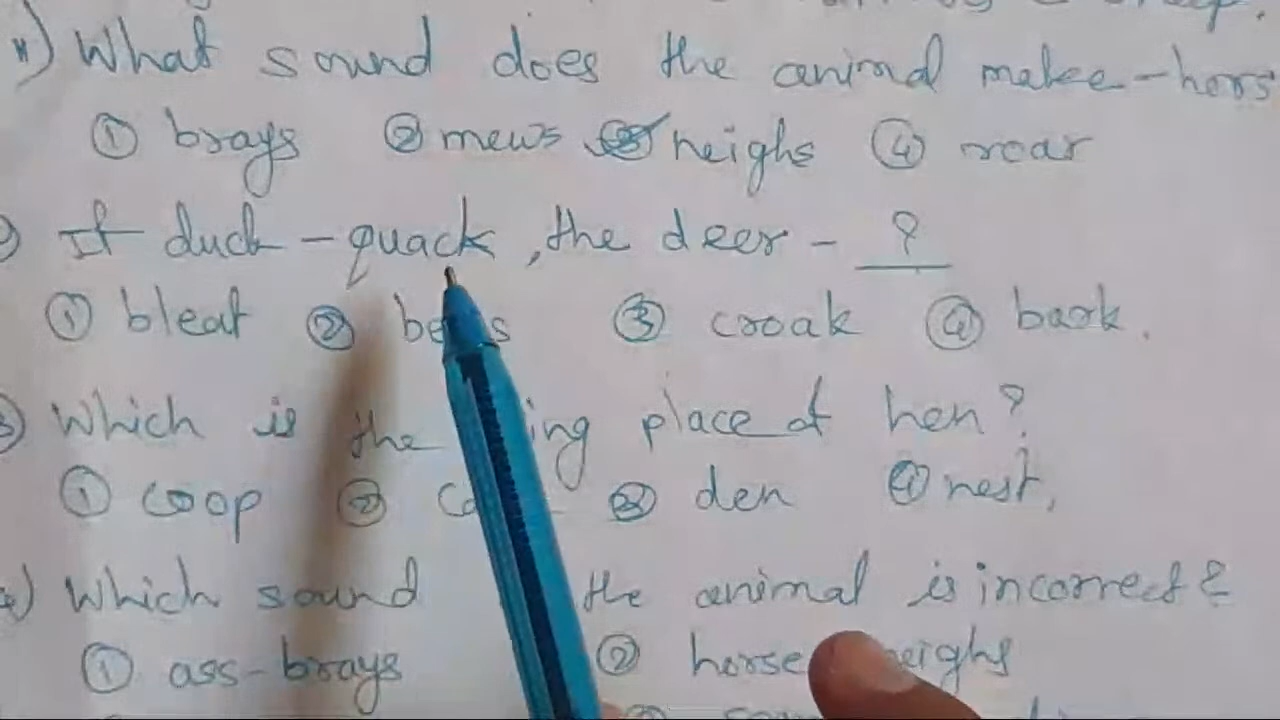 What sound does the animal make - hors
① brays ② mews ③ neighs ④ roar
If duck - quack, the deer - ?
① bleat ② ③ croak ④ bark.
Which is the place of hen?
① coop ② ③ den ④ nest,
Which sound the animal is incorrect?
① ass-brays ② horse neighs